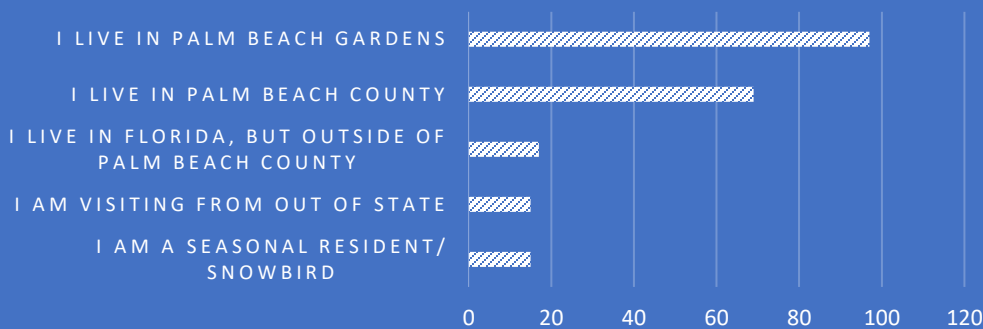 I LIVE IN PALM BEACH GARDENS
I LIVE IN PALM BEACH COUNTY
I LIVE IN FLORIDA, BUT OUTSIDE OF
PALM BEACH COUNTY
I AM VISITING FROM OUT OF STATE
I AM A SEASONAL RESIDENT/
SNOWBIRD
0 20 40 60 80 100 120